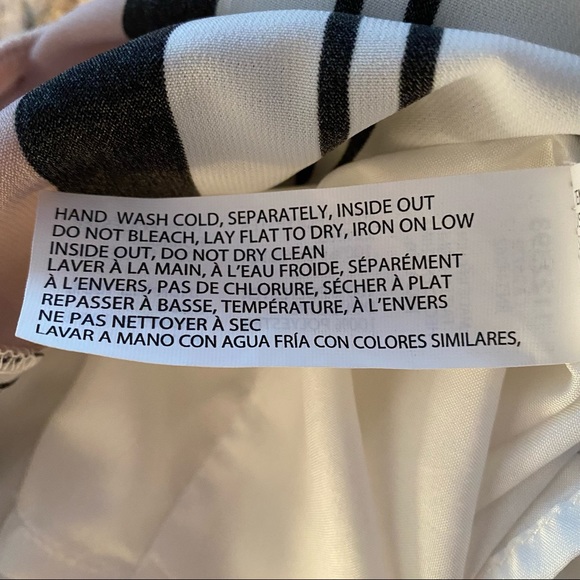 HAND WASH COLD, SEPARATELY, INSIDE OUT
DO NOT BLEACH, LAY FLAT TO DRY, IRON ON LOW
INSIDE OUT, DO NOT DRY CLEAN
LAVER À LA MAIN, À L'EAU FROIDE, SÉPARÉMENT
À L'ENVERS, PAS DE CHLORURE, SÉCHER À PLAT
REPASSER À BASSE, TEMPÉRATURE, À L'ENVERS
NE PAS NETTOYER À SEC
LAVAR A MANO CON AGUA FRÍA CON COLORES SIMILARES,